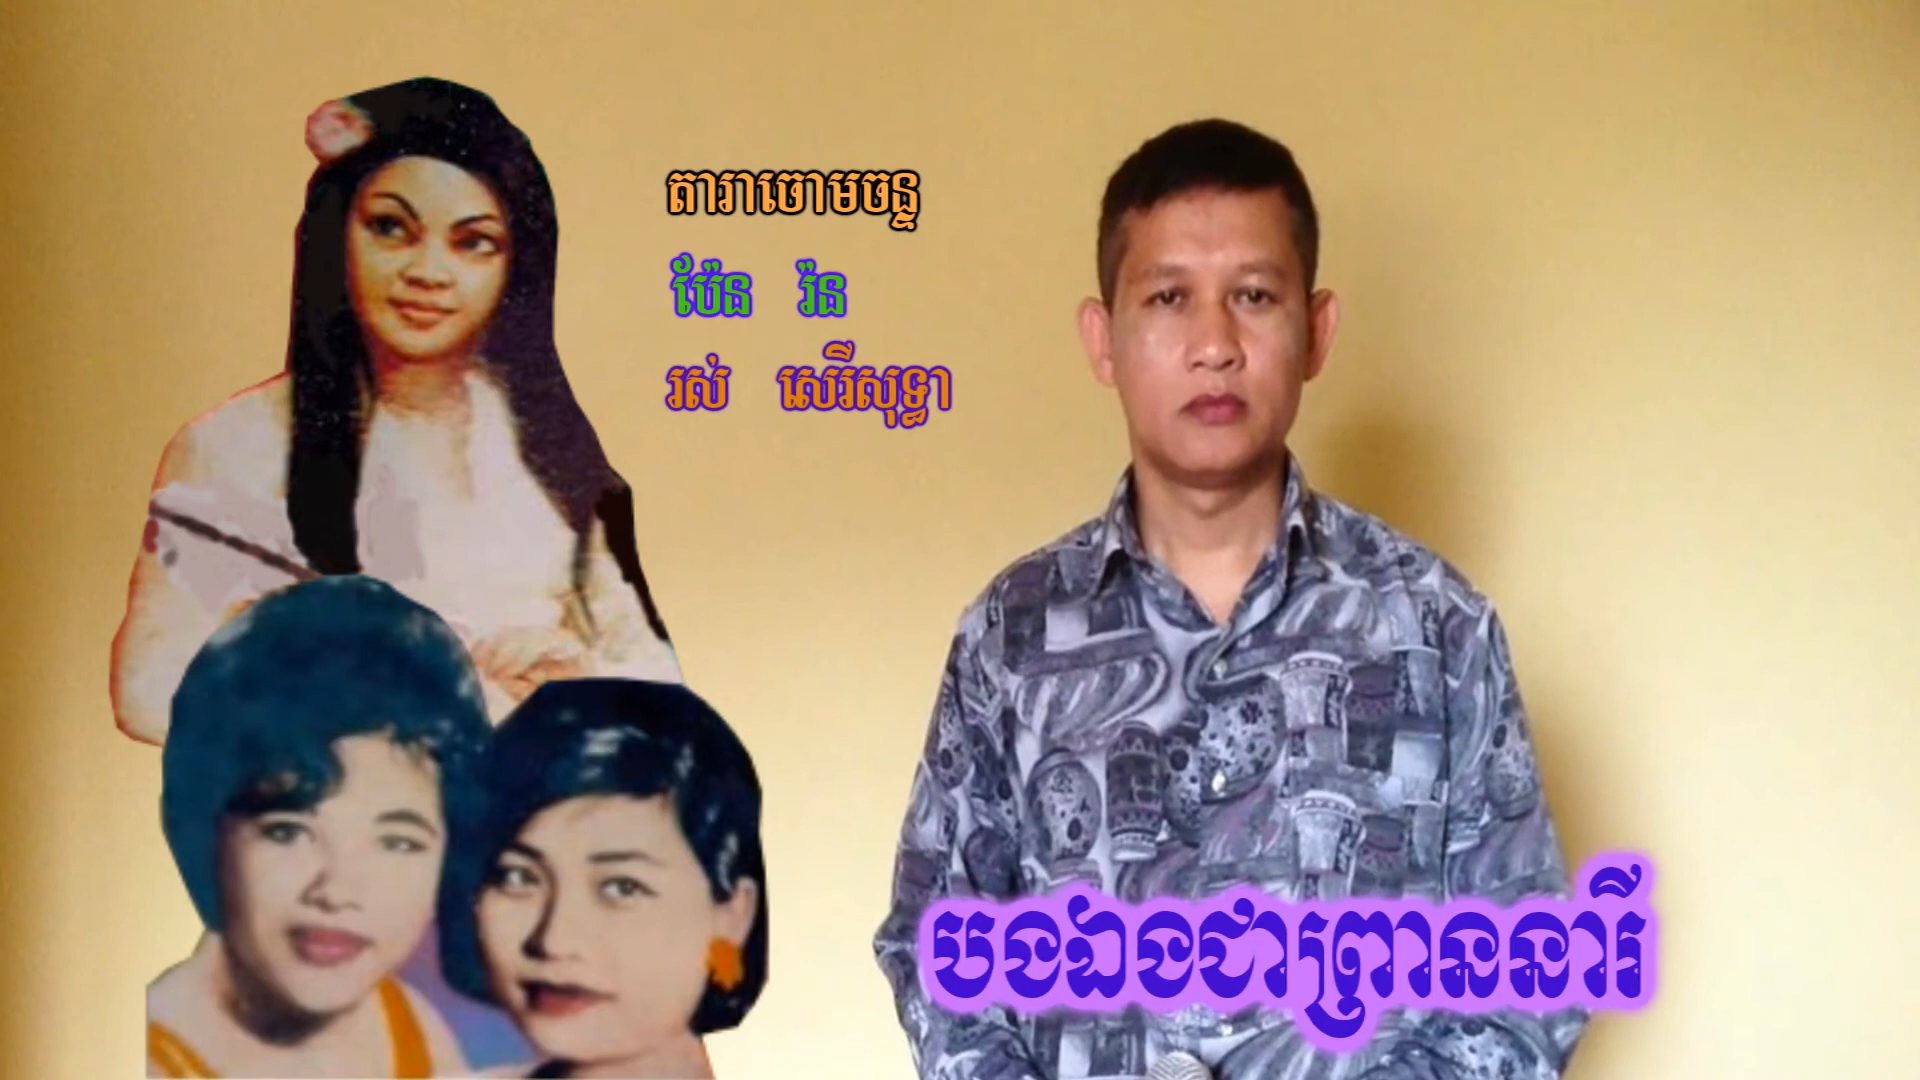 តារាចោមចន្ទ
ប៉ែន រ៉ន
រស់ សេរីសុទ្ធា
បងឯងជាព្រាននារី